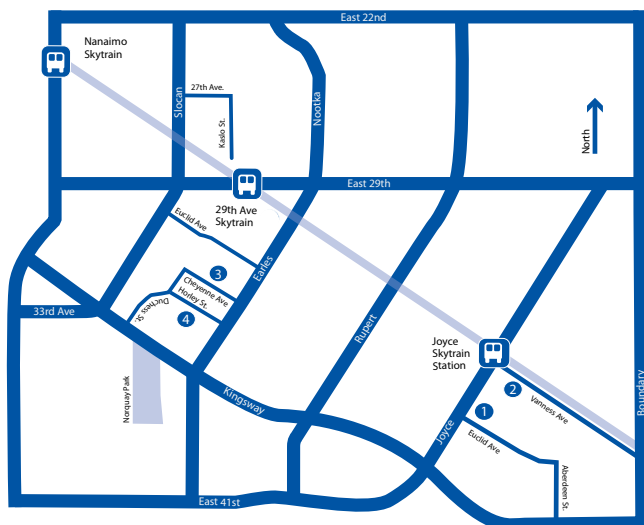 East 22nd
Nanaimo
Skytrain
27th Ave.
Slocan
Kaslo St.
Nootka
North
East 29th
29th Ave
Skytrain
Euclid Ave
Earles
3
Cheyenne Ave
Horley St.
Duchess St.
4
33rd Ave
Rupert
Joyce
Skytrain
Station
2
Vanness Ave
Boundary
Norquay Park
Kingsway
1
Joyce
Euclid Ave
Aberdeen St.
East 41st